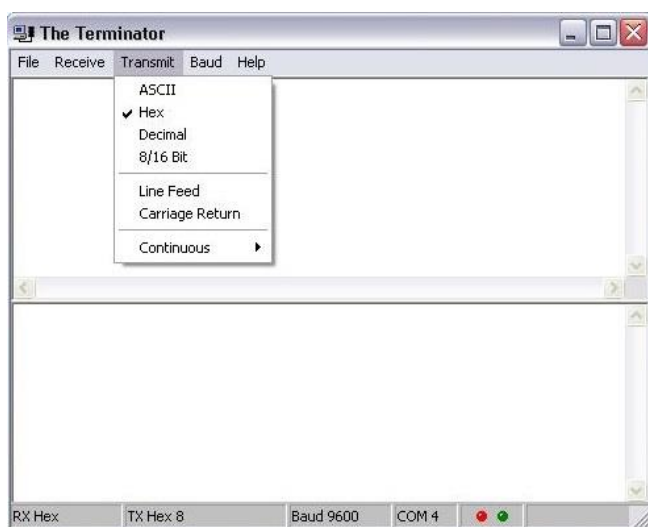 The Terminator
File Receive Transmit Baud Help
ASCII
Hex
Decimal
8/16 Bit
Line Feed
Carriage Return
Continuous
RX Hex TX Hex 8 Baud 9600 COM 4